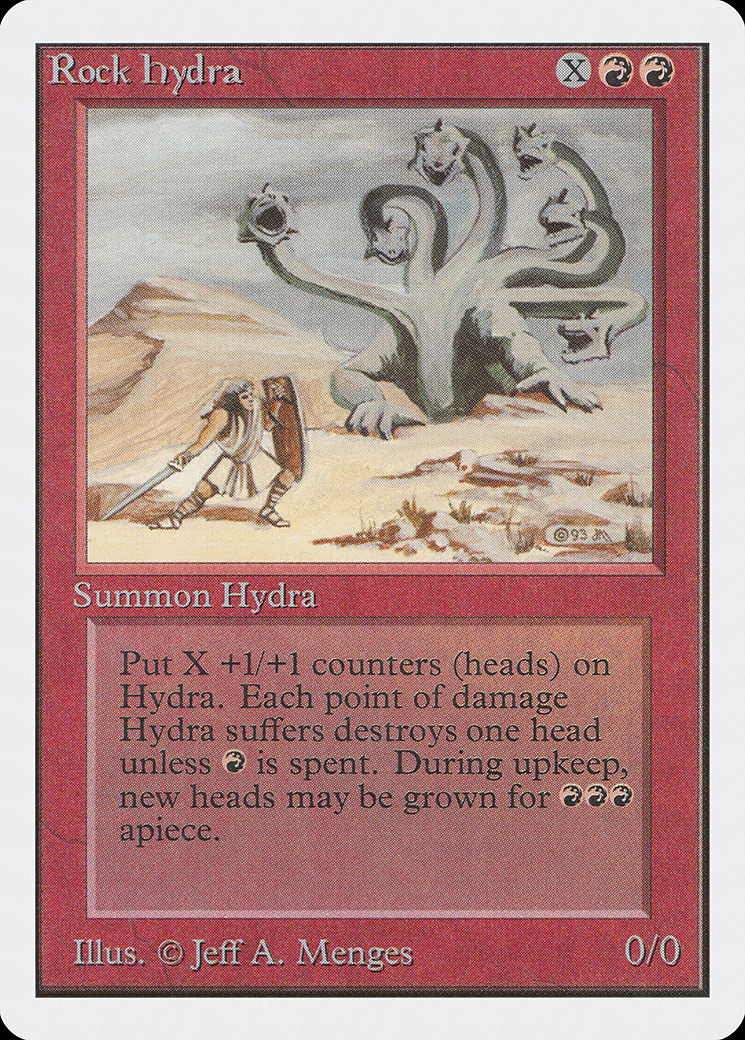 Rock Hydra X
©93 JM
Summon Hydra
Put X +1/+1 counters (heads) on
Hydra. Each point of damage
Hydra suffers destroys one head
unless is spent. During upkeep,
new heads may be grown for
apiece.
Illus. © Jeff A. Menges 0/0